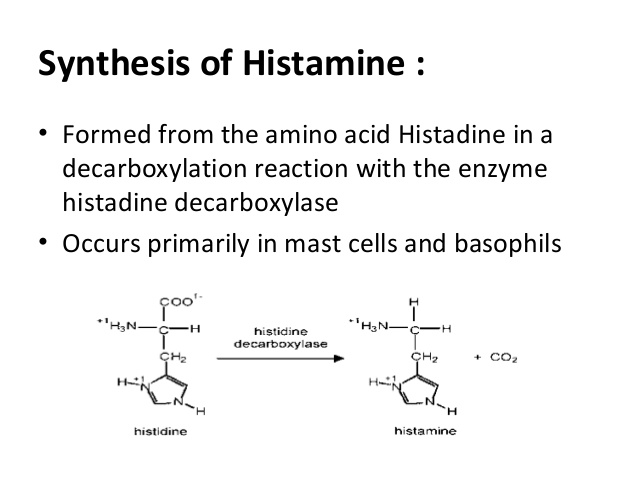 Synthesis of Histamine :
• Formed from the amino acid Histadine in a
decarboxylation reaction with the enzyme
histadine decarboxylase
• Occurs primarily in mast cells and basophils
COO¹⁻
⁺¹H₃N—C—H
CH₂
H—N⁺¹
N—H
histidine
histidine
decarboxylase
H
⁺¹H₃N—C—H
CH₂
H—N⁺¹
N—H
histamine
+ CO₂